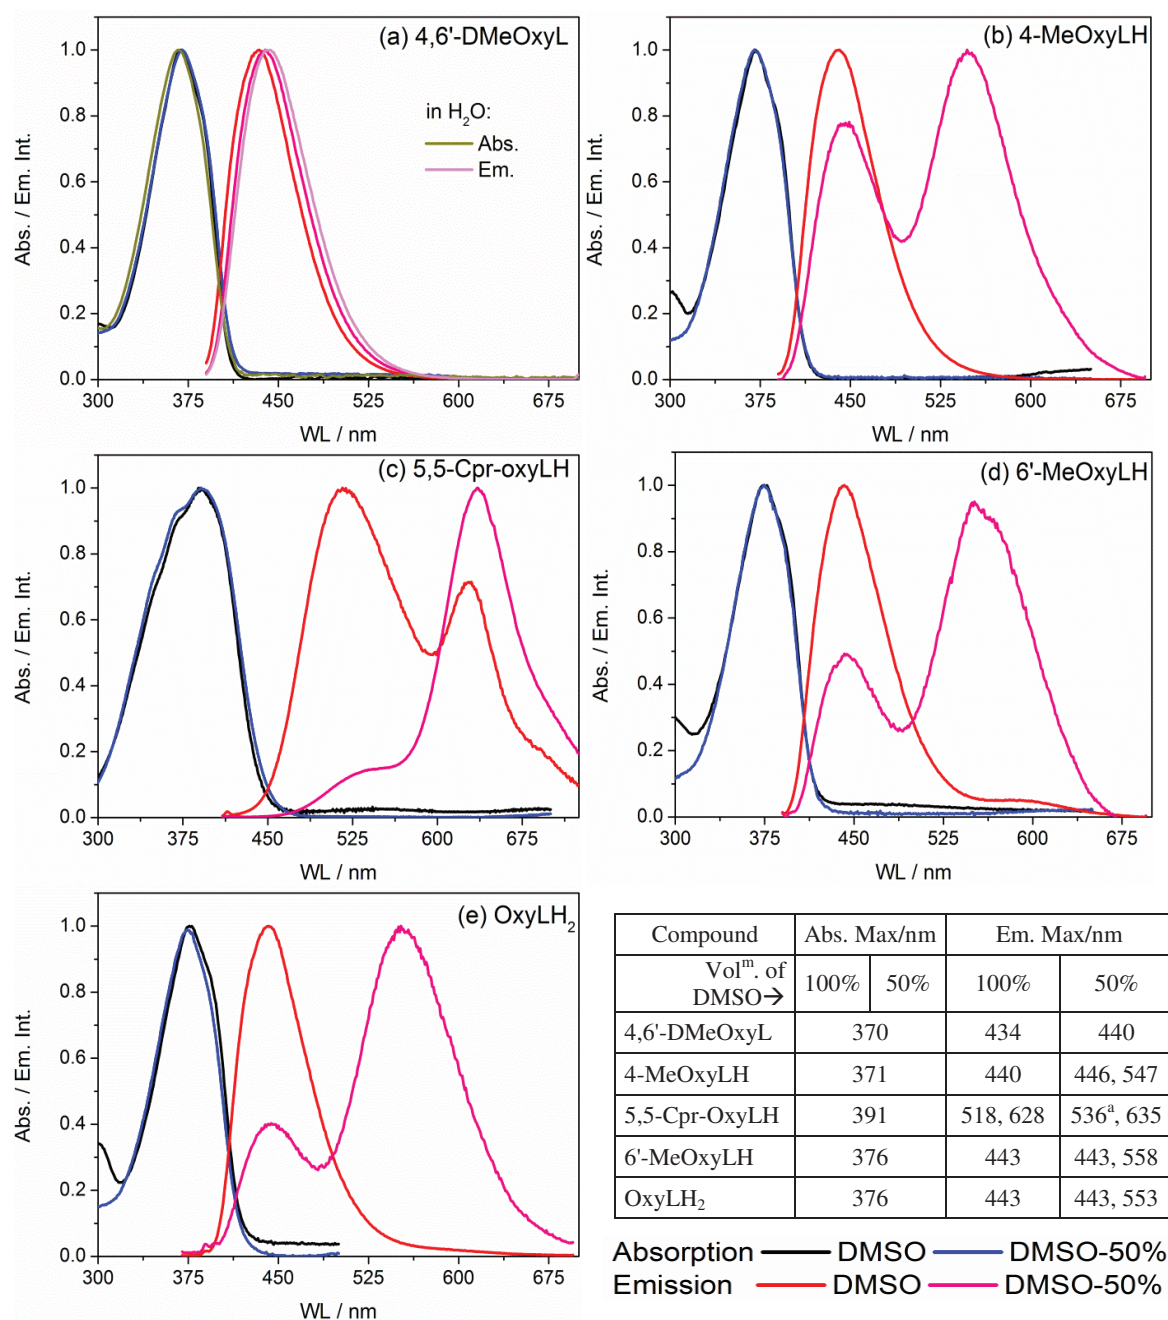 (a) 4,6'-DMeOxyL
in H₂O:
Abs.
Em.
Abs. / Em. Int.
1.0
0.8
0.6
0.4
0.2
0.0
300 375 450 525 600 675
WL / nm
(b) 4-MeOxyLH
Abs. / Em. Int.
1.0
0.8
0.6
0.4
0.2
0.0
300 375 450 525 600 675
WL / nm
(c) 5,5-Cpr-oxyLH
Abs. / Em. Int.
1.0
0.8
0.6
0.4
0.2
0.0
300 375 450 525 600 675
WL / nm
(d) 6'-MeOxyLH
Abs. / Em. Int.
1.0
0.8
0.6
0.4
0.2
0.0
300 375 450 525 600 675
WL / nm
(e) OxyLH₂
Abs. / Em. Int.
1.0
0.8
0.6
0.4
0.2
0.0
300 375 450 525 600 675
WL / nm
Compound Abs. Max/nm Em. Max/nm
Volᵐ. of
DMSO→ 100% 50% 100% 50%
4,6'-DMeOxyL 370 434 440
4-MeOxyLH 371 440 446, 547
5,5-Cpr-OxyLH 391 518, 628 536ᵃ, 635
6'-MeOxyLH 376 443 443, 558
OxyLH₂ 376 443 443, 553
Absorption DMSO DMSO-50%
Emission DMSO DMSO-50%